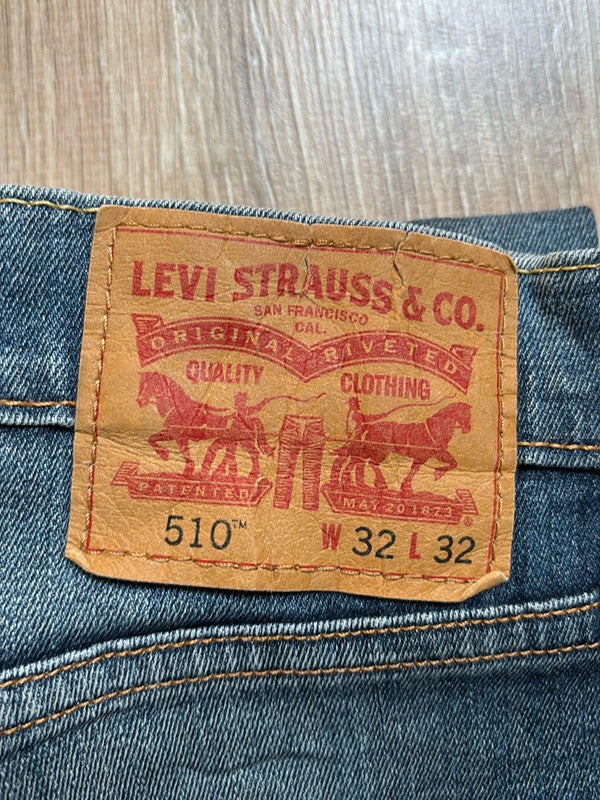 LEVI STRAUSS & CO.
SAN FRANCISCO
CAL.
ORIGINAL RIVETED
QUALITY CLOTHING
PATENTED MAY 20 1873 ®
510™ W 32 L 32